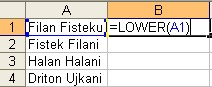 A B
1 Filan Fisteku =LOWER(A1)
2 Fistek Filani
3 Halan Halani
4 Driton Ujkani